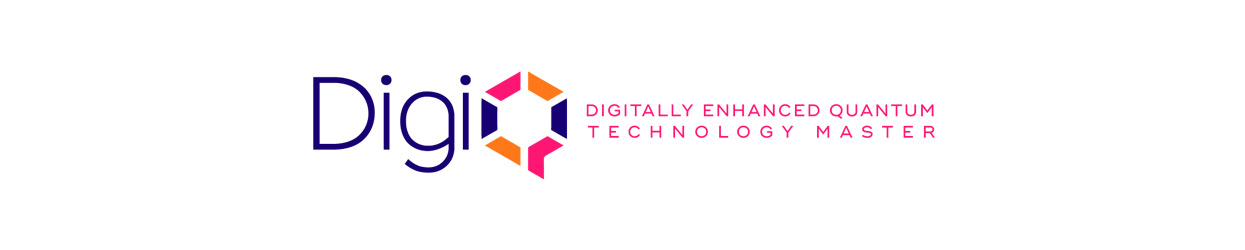 DigiQ
DIGITALLY ENHANCED QUANTUM
TECHNOLOGY MASTER